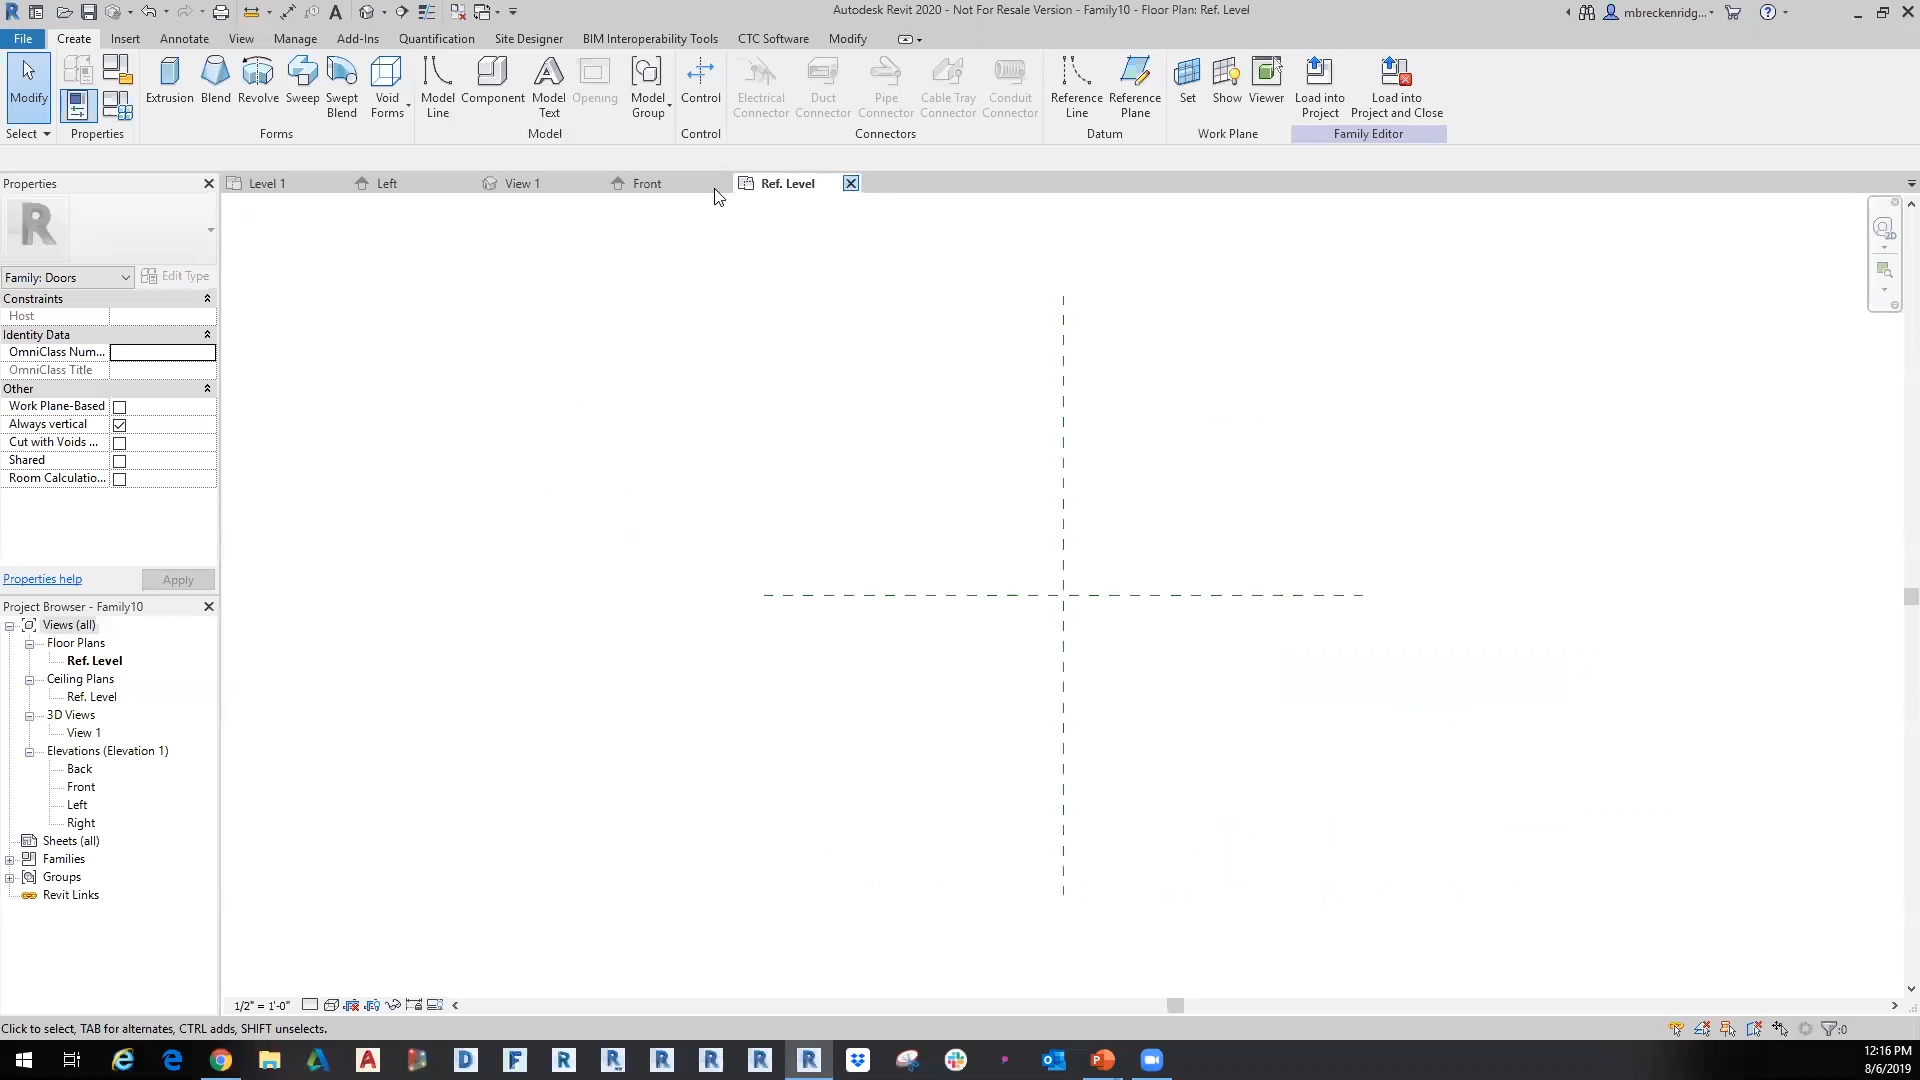 Autodesk Revit 2020 - Not For Resale Version - Family10 - Floor Plan: Ref. Level
mbreckenridg...
File Create Insert Annotate View Manage Add-Ins Quantification Site Designer BIM Interoperability Tools CTC Software Modify
Modify Extrusion Blend Revolve Sweep Swept Blend Void Forms Model Line Component Model Text Opening Model Group Control Electrical Connector Duct Connector Pipe Connector Cable Tray Connector Conduit Connector Reference Line Reference Plane Set Show Viewer Load into Project Load into Project and Close
Select Properties Forms Model Control Connectors Datum Work Plane Family Editor
Properties
Level 1 Left View 1 Front Ref. Level
2D
Family: Doors Edit Type
Constraints
Host
Identity Data
OmniClass Num...
OmniClass Title
Other
Work Plane-Based
Always vertical
Cut with Voids ...
Shared
Room Calculatio...
Properties help Apply
Project Browser - Family10
Views (all)
Floor Plans
Ref. Level
Ceiling Plans
Ref. Level
3D Views
View 1
Elevations (Elevation 1)
Back
Front
Left
Right
Sheets (all)
Families
Groups
Revit Links
1/2" = 1'-0"
Click to select, TAB for alternates, CTRL adds, SHIFT unselects.
:0
12:16 PM
8/6/2019